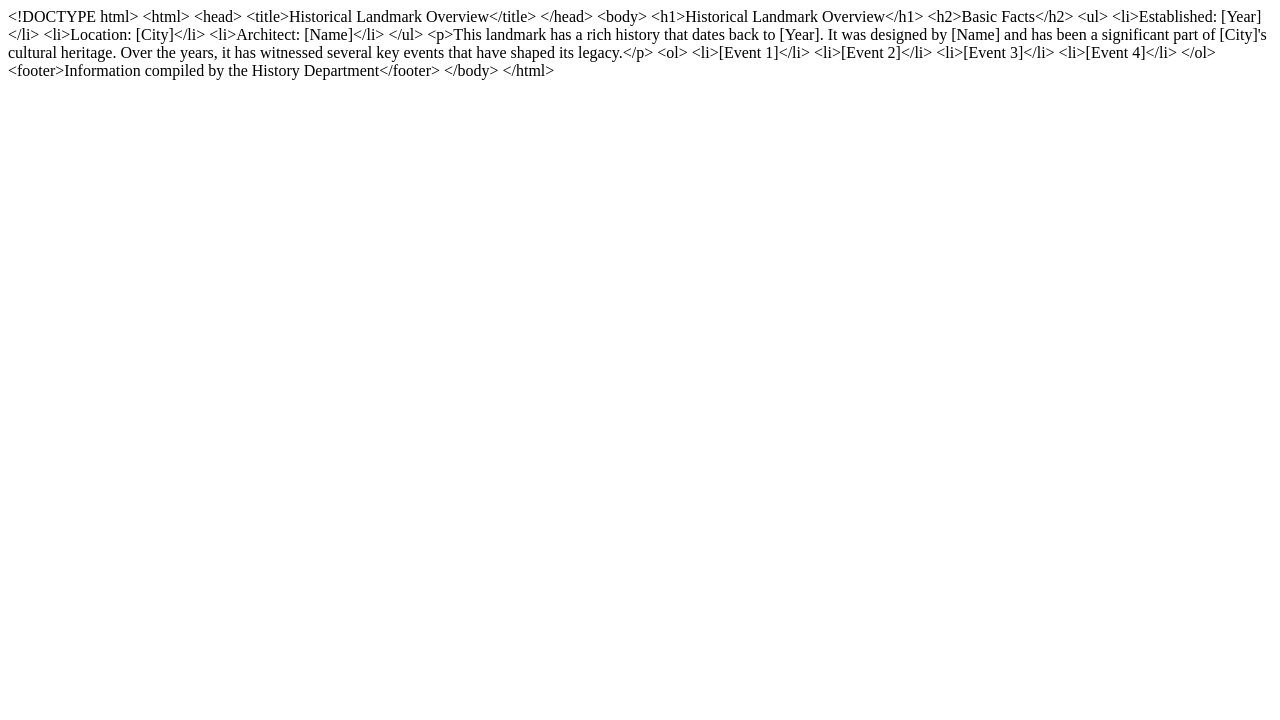 <!DOCTYPE html> <html> <head> <title>Historical Landmark Overview</title> </head> <body> <h1>Historical Landmark Overview</h1> <h2>Basic Facts</h2> <ul> <li>Established: [Year]
</li> <li>Location: [City]</li> <li>Architect: [Name]</li> </ul> <p>This landmark has a rich history that dates back to [Year]. It was designed by [Name] and has been a significant part of [City]'s
cultural heritage. Over the years, it has witnessed several key events that have shaped its legacy.</p> <ol> <li>[Event 1]</li> <li>[Event 2]</li> <li>[Event 3]</li> <li>[Event 4]</li> </ol>
<footer>Information compiled by the History Department</footer> </body> </html>